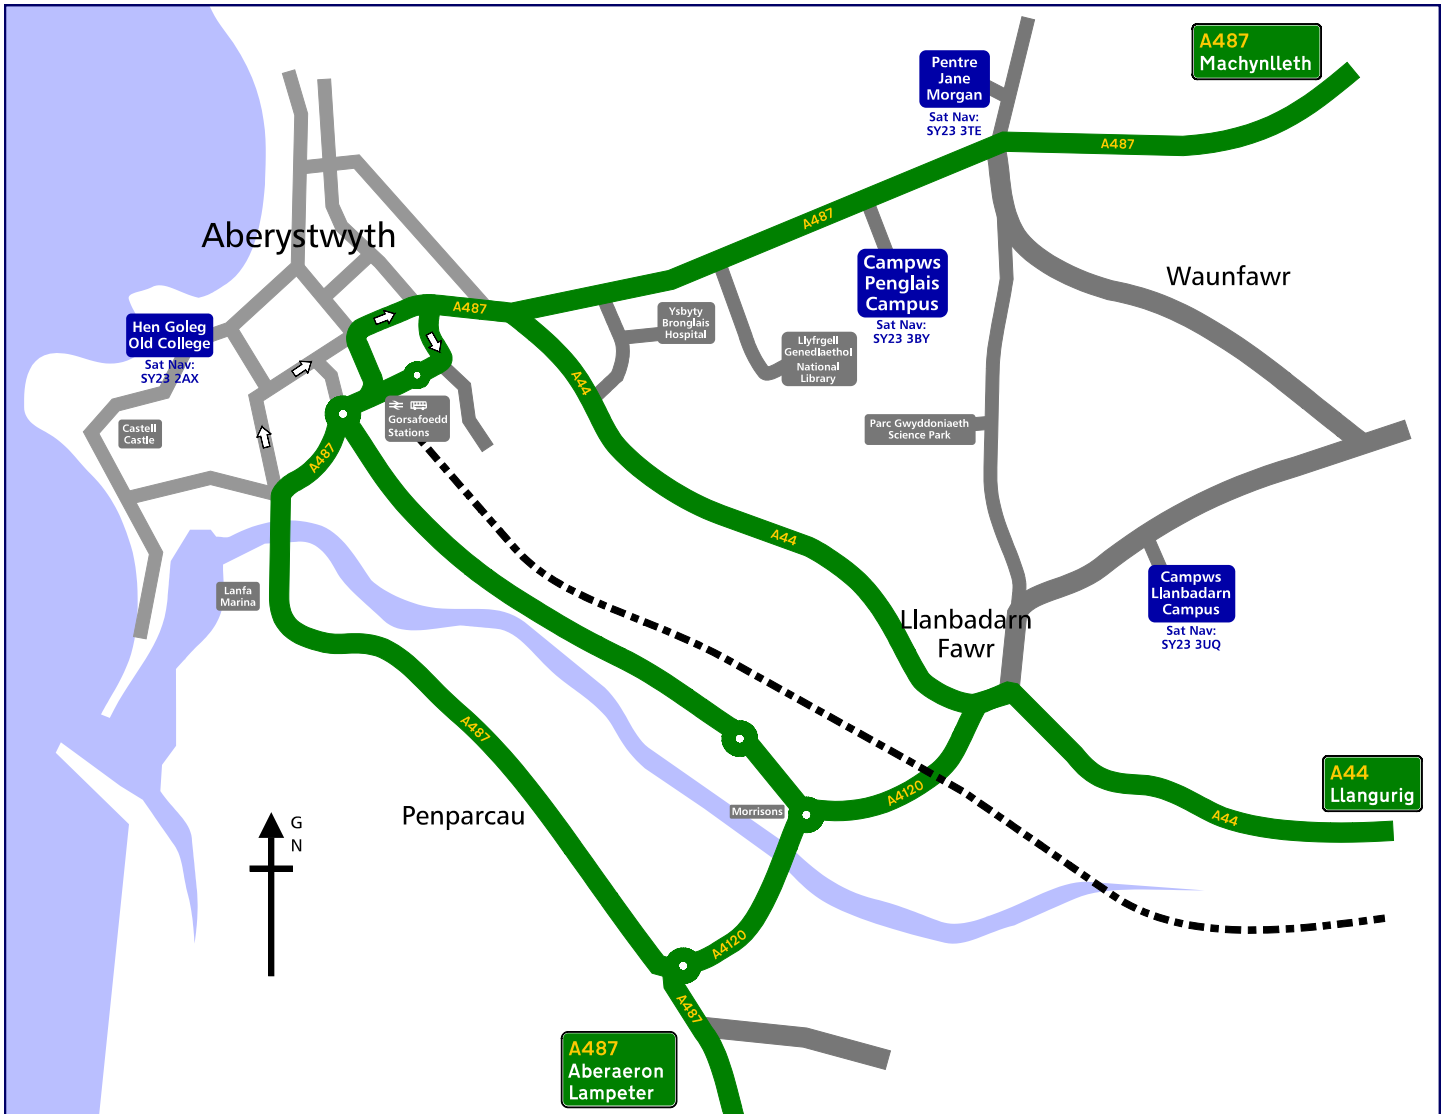 A487
Machynlleth
Pentre
Jane
Morgan
Sat Nav:
SY23 3TE
A487
A487
Aberystwyth
Campws
Penglais
Campus
Sat Nav:
SY23 3BY
Waunfawr
A487
Ysbyty
Bronglais
Hospital
Hen Goleg
Old College
Sat Nav:
SY23 2AX
Llyfrgell
Genedlaethol
National
Library
A44
Castell
Castle
Gorsafoedd
Stations
Parc Gwyddoniaeth
Science Park
A487
A44
Campws
Llanbadarn
Campus
Sat Nav:
SY23 3UQ
Lanfa
Marina
Llanbadarn
Fawr
A487
A44
Llangurig
A4120
Morrisons
Penparcau
A44
G
N
A4120
A487
A487
Aberaeron
Lampeter